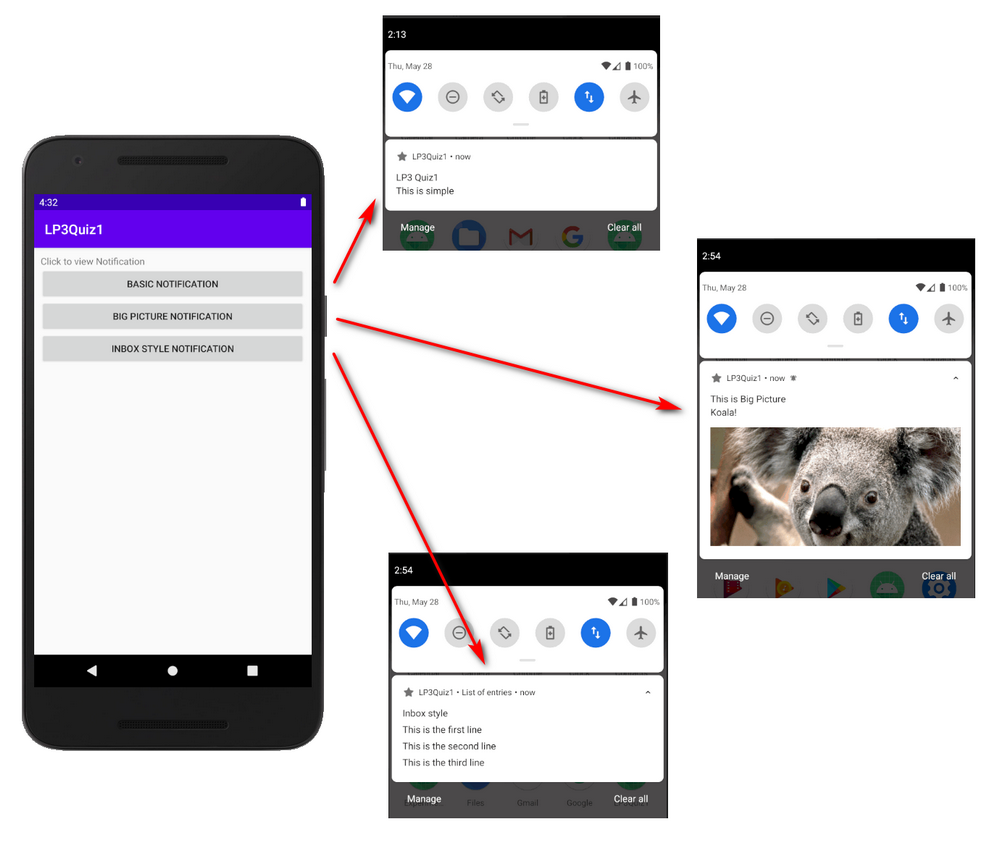 4:32
LP3Quiz1
Click to view Notification
BASIC NOTIFICATION
BIG PICTURE NOTIFICATION
INBOX STYLE NOTIFICATION
2:13
Thu, May 28 100%
LP3Quiz1 • now
LP3 Quiz1
This is simple
Manage Clear all
2:54
Thu, May 28 100%
LP3Quiz1 • now
This is Big Picture
Koala!
Manage Clear all
2:54
Thu, May 28 100%
LP3Quiz1 • List of entries • now
Inbox style
This is the first line
This is the second line
This is the third line
Manage Clear all
Files Gmail Google